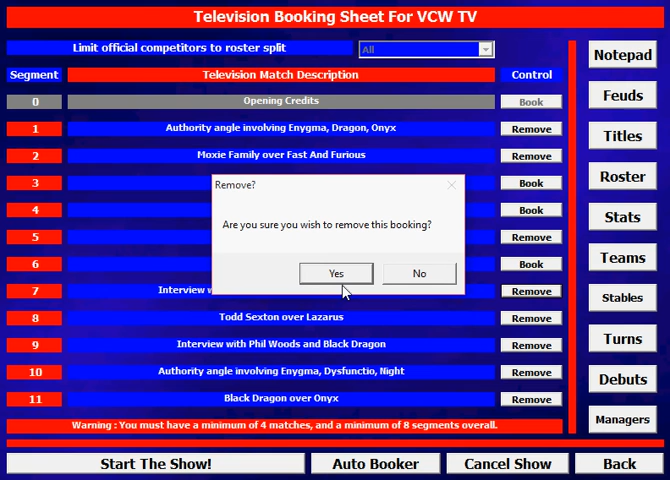 Television Booking Sheet For VCW TV
Limit official competitors to roster split
All
Notepad
Segment
Television Match Description
Control
0
Opening Credits
Book
Feuds
1
Authority angle involving Enygma, Dragon, Onyx
Remove
Titles
2
Moxie Family over Fast And Furious
Remove
Roster
3
Book
Remove?
4
Book
Stats
Are you sure you wish to remove this booking?
5
Remove
Teams
6
Book
Yes
No
7
Interview
Remove
Stables
8
Todd Sexton over Lazarus
Remove
Turns
9
Interview with Phil Woods and Black Dragon
Remove
10
Authority angle involving Enygma, Dysfunctio, Night
Remove
Debuts
11
Black Dragon over Onyx
Remove
Managers
Warning : You must have a minimum of 4 matches, and a minimum of 8 segments overall.
Start The Show!
Auto Booker
Cancel Show
Back